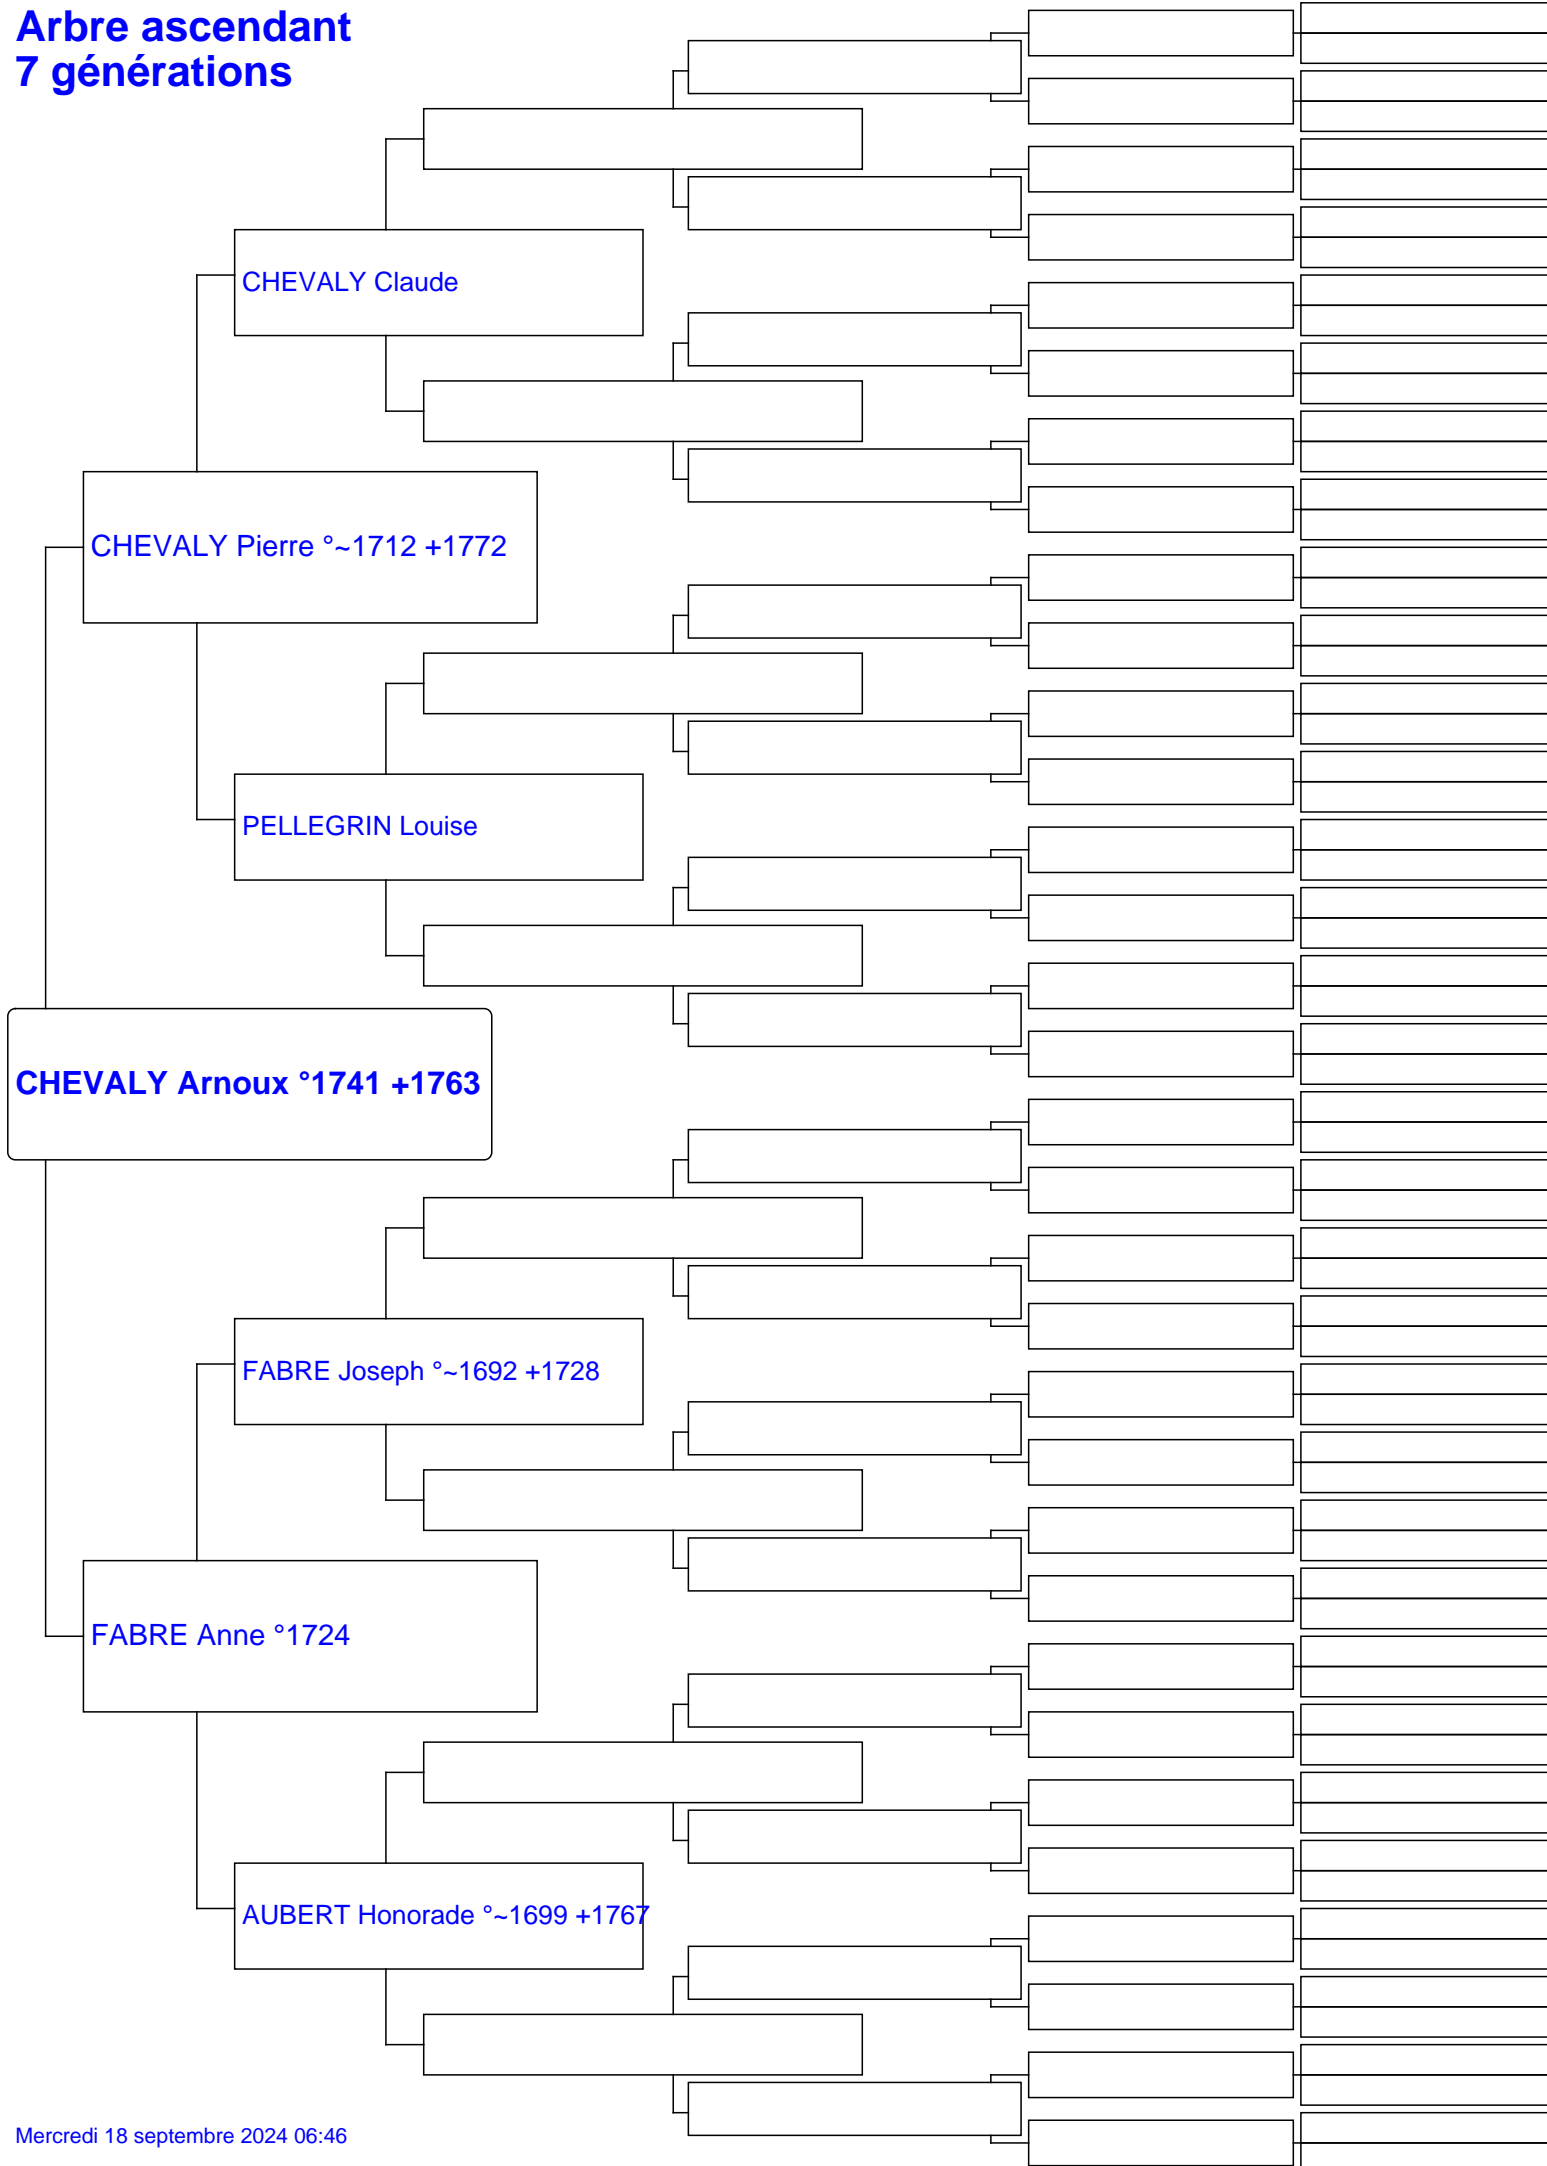 Arbre ascendant
7 générations
CHEVALY Claude
CHEVALY Pierre °~1712 +1772
PELLEGRIN Louise
CHEVALY Arnoux °1741 +1763
FABRE Joseph °~1692 +1728
FABRE Anne °1724
AUBERT Honorade °~1699 +1767
Mercredi 18 septembre 2024 06:46